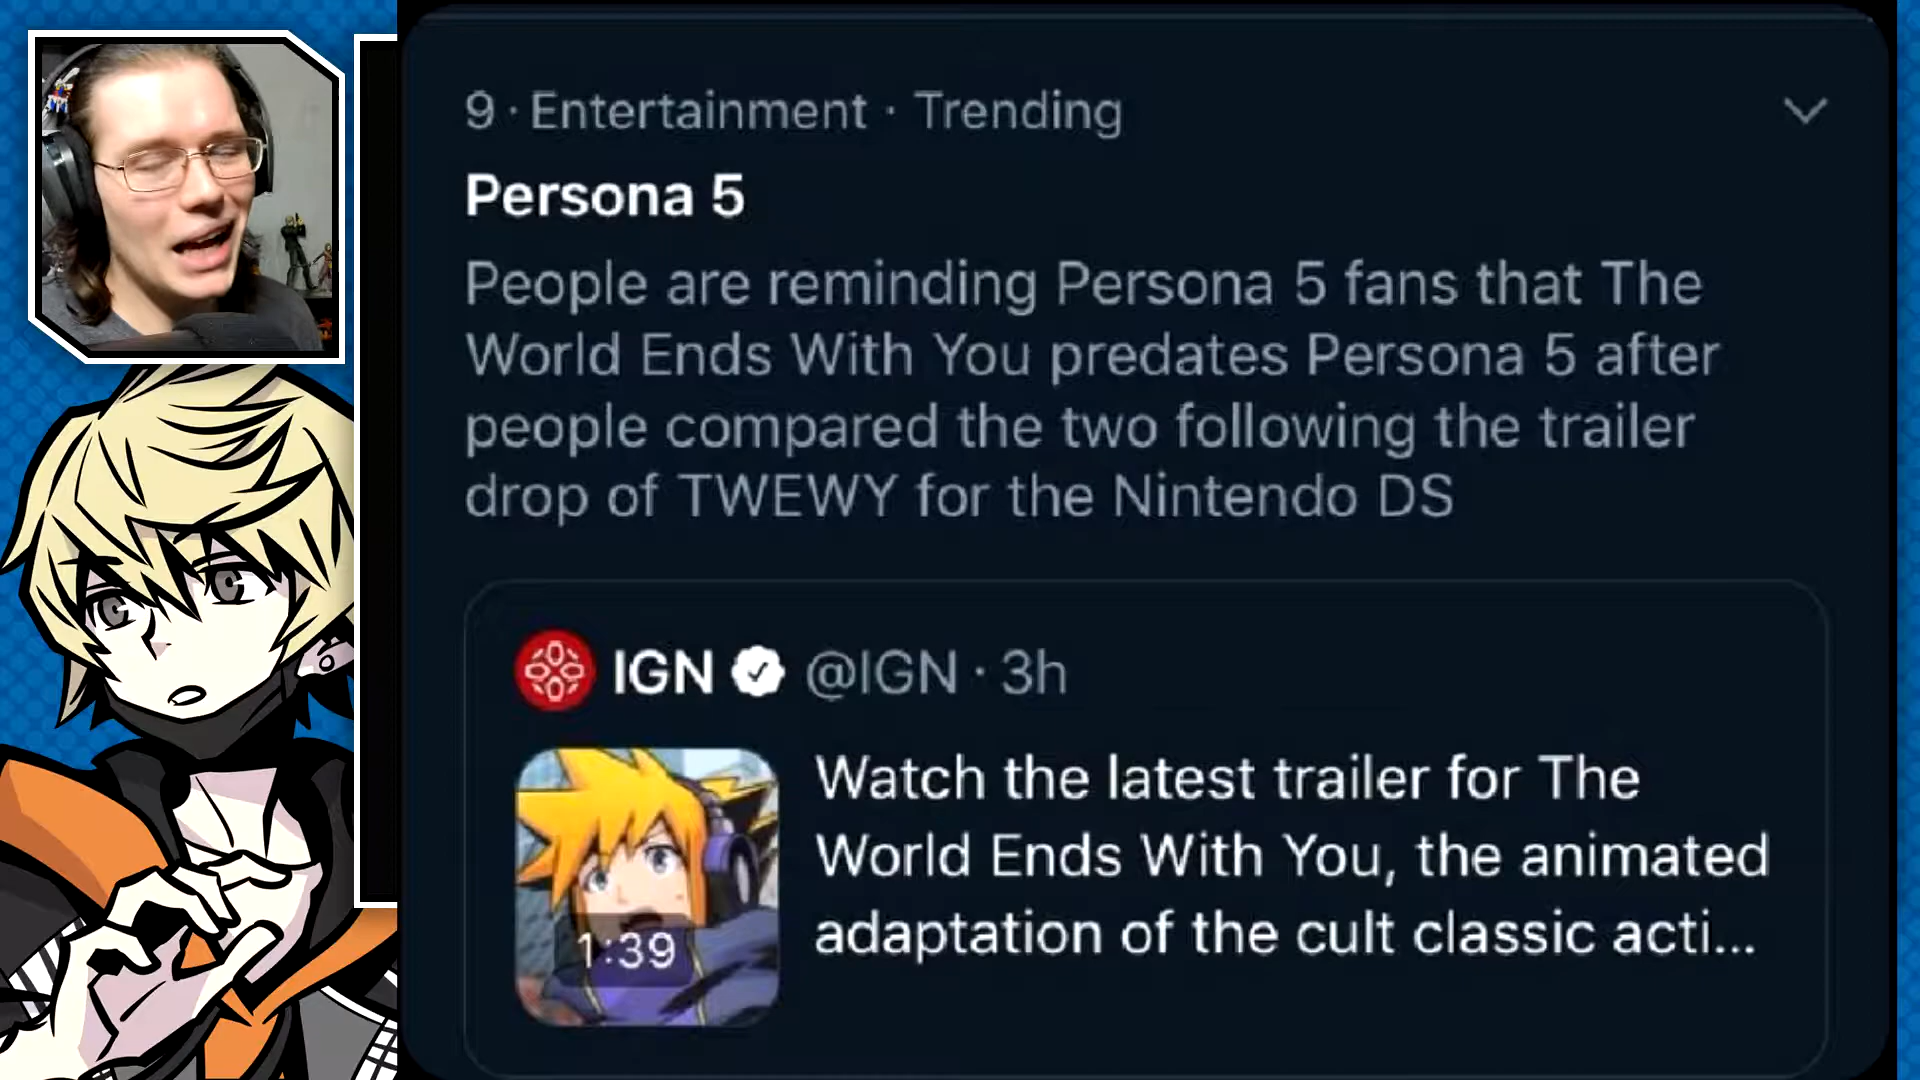 9 · Entertainment · Trending
Persona 5
People are reminding Persona 5 fans that The
World Ends With You predates Persona 5 after
people compared the two following the trailer
drop of TWEWY for the Nintendo DS
IGN @IGN · 3h
Watch the latest trailer for The
World Ends With You, the animated
adaptation of the cult classic acti...
1:39